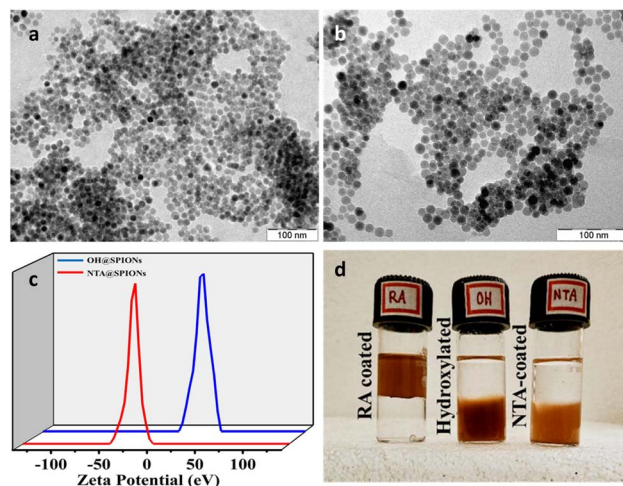 a
100 nm
b
100 nm
c
OH@SPIONs
NTA@SPIONs
-100
-50
0
50
100
Zeta Potential (eV)
d
RA
OH
NTA
RA coated
Hydroxylated
NTA-coated